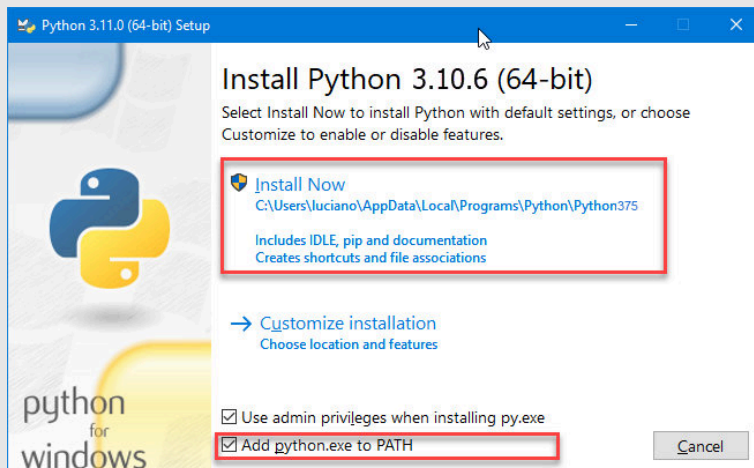 Python 3.11.0 (64-bit) Setup
Install Python 3.10.6 (64-bit)
Select Install Now to install Python with default settings, or choose
Customize to enable or disable features.
Install Now
C:\Users\luciano\AppData\Local\Programs\Python\Python375
Includes IDLE, pip and documentation
Creates shortcuts and file associations
Customize installation
Choose location and features
python
for
windows
Use admin privileges when installing py.exe
Add python.exe to PATH
Cancel